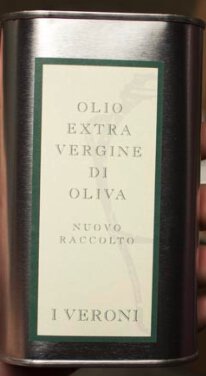 OLIO
EXTRA
VERGINE
DI
OLIVA
NUOVO
RACCOLTO
I VERONI